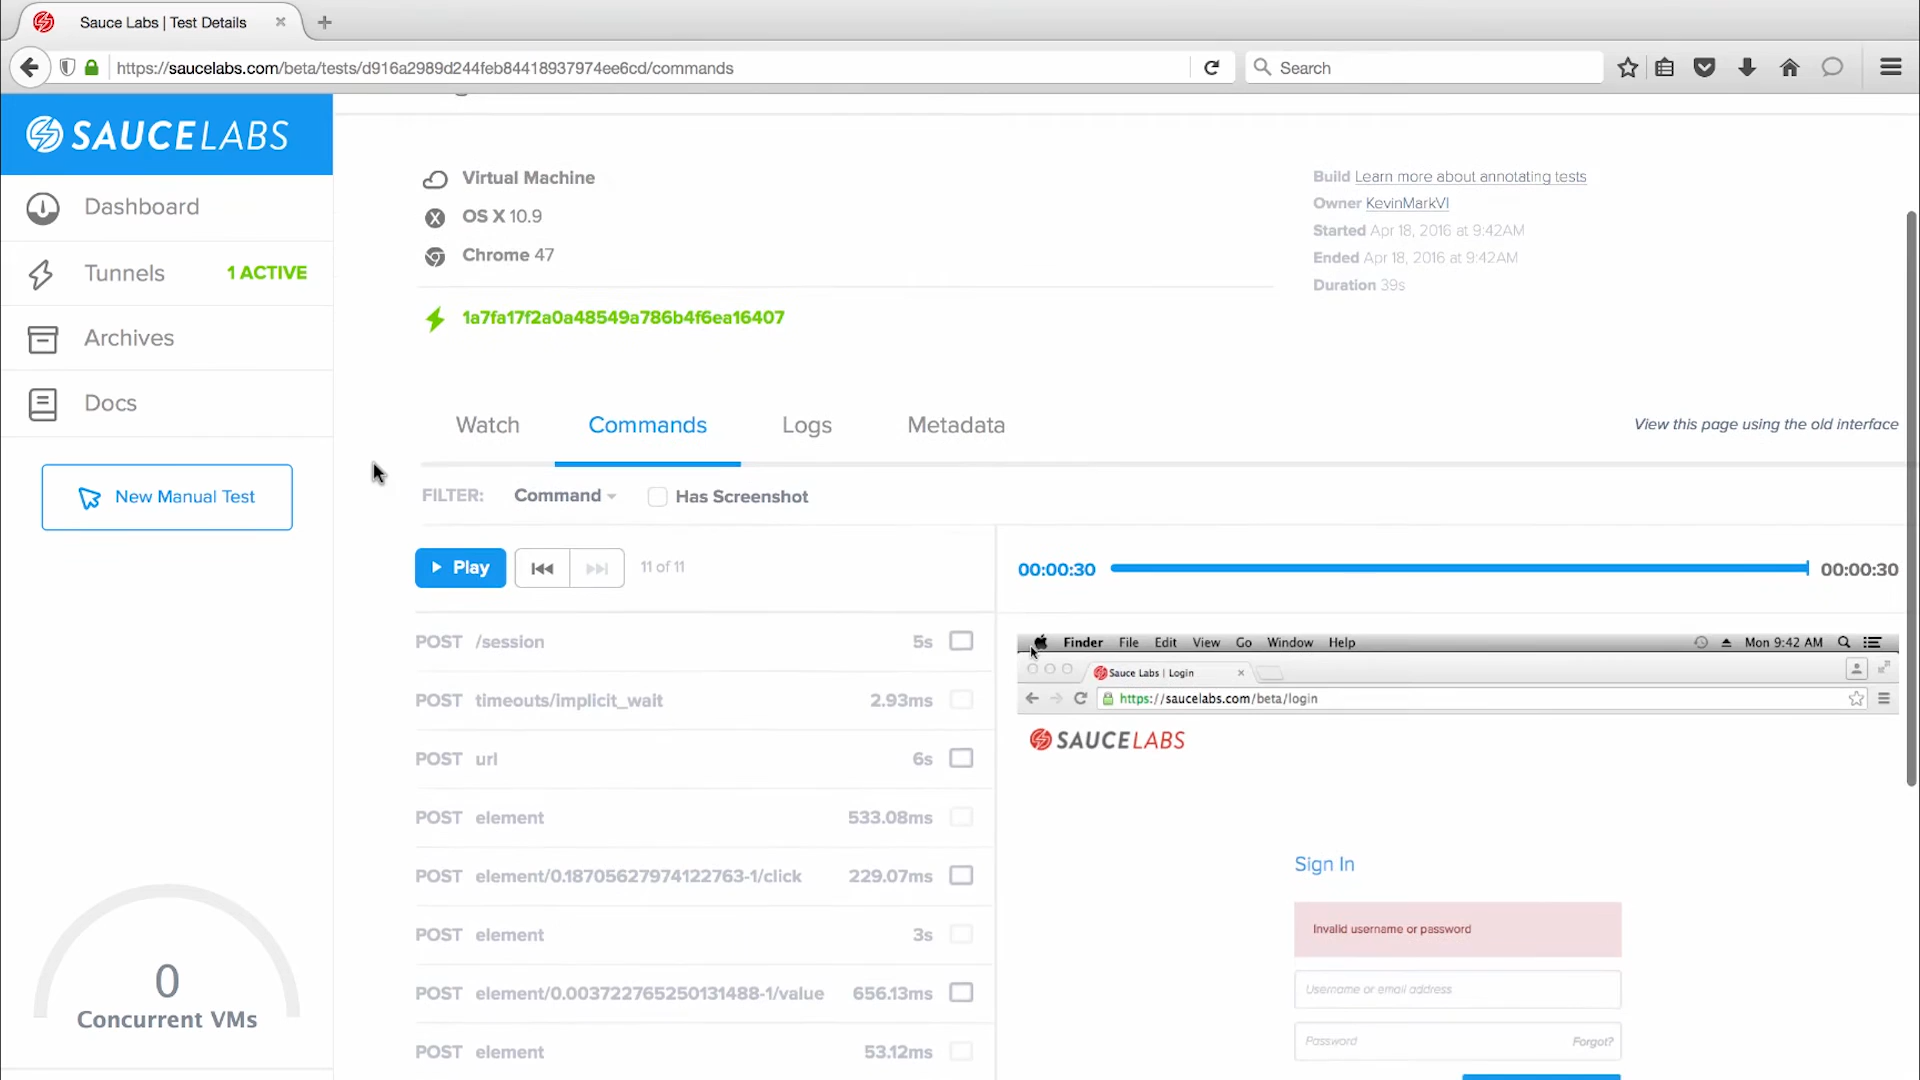 Sauce Labs | Test Details
https://saucelabs.com/beta/tests/d916a2989d244feb84418937974ee6cd/commands
Search
SAUCELABS
Dashboard
Tunnels 1 ACTIVE
Archives
Docs
New Manual Test
0
Concurrent VMs
Virtual Machine
OS X 10.9
Chrome 47
1a7fa17f2a0a48549a786b4f6ea16407
Build Learn more about annotating tests
Owner KevinMarkVI
Started Apr 18, 2016 at 9:42AM
Ended Apr 18, 2016 at 9:42AM
Duration 39s
Watch Commands Logs Metadata
View this page using the old interface
FILTER: Command Has Screenshot
Play 11 of 11
POST /session 5s
POST timeouts/implicit_wait 2.93ms
POST url 6s
POST element 533.08ms
POST element/0.18705627974122763-1/click 229.07ms
POST element 3s
POST element/0.003722765250131488-1/value 656.13ms
POST element 53.12ms
00:00:30 00:00:30
Finder File Edit View Go Window Help Mon 9:42 AM
Sauce Labs | Login
https://saucelabs.com/beta/login
SAUCELABS
Sign In
Invalid username or password
Username or email address
Password Forgot?